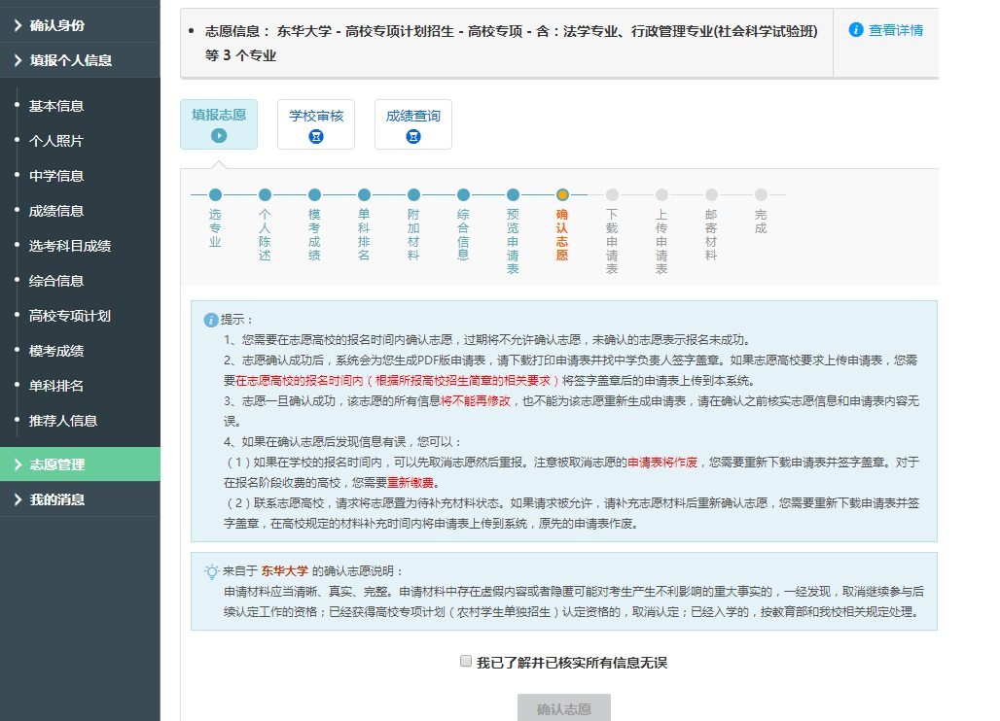 确认身份
填报个人信息
基本信息
个人照片
中学信息
成绩信息
选考科目成绩
综合信息
高校专项计划
模考成绩
单科排名
推荐人信息
志愿管理
我的消息
志愿信息： 东华大学 - 高校专项计划招生 - 高校专项 - 含：法学专业、行政管理专业(社会科学试验班)
等 3 个专业
查看详情
填报志愿
学校审核
成绩查询
选专业
个人陈述
模考成绩
单科排名
附加材料
综合信息
预览申请表
确认志愿
下载申请表
上传申请表
邮寄材料
完成
提示：
1、您需要在志愿高校的报名时间内确认志愿，过期将不允许确认志愿，未确认的志愿表示报名未成功。
2、志愿确认成功后，系统会为您生成PDF版申请表，请下载打印申请表并找中学负责人签字盖章。如果志愿高校要求上传申请表，您需
要在志愿高校的报名时间内（根据所报高校招生简章的相关要求）将签字盖章后的申请表上传到本系统。
3、志愿一旦确认成功，该志愿的所有信息将不能再修改，也不能为该志愿重新生成申请表，请在确认之前核实志愿信息和申请表内容无
误。
4、如果在确认志愿后发现信息有误，您可以：
（1）如果在学校的报名时间内，可以先取消志愿然后重报。注意被取消志愿的申请表将作废，您需要重新下载申请表并签字盖章。对于
在报名阶段收费的高校，您需要重新缴费。
（2）联系志愿高校，请求将志愿置为待补充材料状态。如果请求被允许，请补充志愿材料后重新确认志愿，您需要重新下载申请表并签
字盖章，在高校规定的材料补充时间内将申请表上传到系统，原先的申请表作废。
来自于 东华大学 的确认志愿说明：
申请材料应当清晰、真实、完整。申请材料中存在虚假内容或者隐匿可能对考生产生不利影响的重大事实的，一经发现，取消继续参与后
续认定工作的资格；已经获得高校专项计划（农村学生单独招生）认定资格的，取消认定；已经入学的，按教育部和我校相关规定处理。
我已了解并已核实所有信息无误
确认志愿